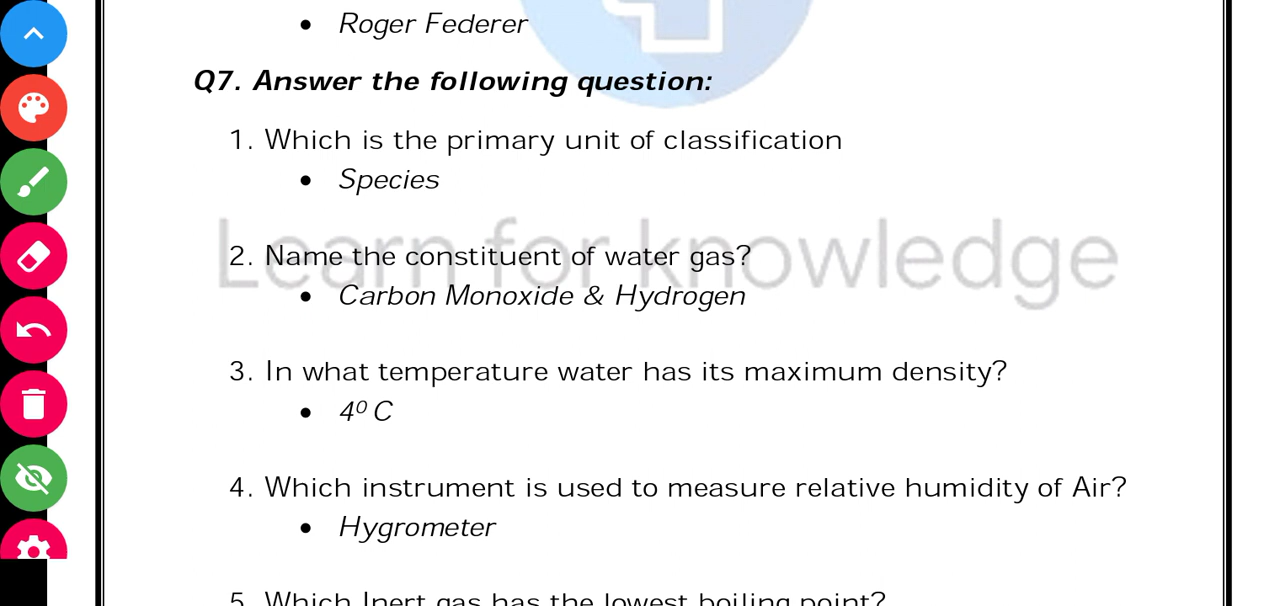 • Roger Federer
Q7. Answer the following question:
1. Which is the primary unit of classification
• Species
Learn for knowledge
2. Name the constituent of water gas?
• Carbon Monoxide & Hydrogen
3. In what temperature water has its maximum density?
• 4⁰ C
4. Which instrument is used to measure relative humidity of Air?
• Hygrometer
5. Which Inert gas has the lowest boiling point?